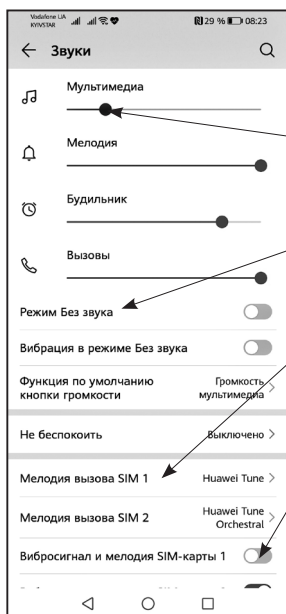 Vodafone UA
KYIVSTAR
29 % 08:23
Звуки
Мультимедиа
Мелодия
Будильник
Вызовы
Режим Без звука
Вибрация в режиме Без звука
Функция по умолчанию
кнопки громкости
Громкость
мультимедиа
Не беспокоить
Выключено
Мелодия вызова SIM 1
Huawei Tune
Мелодия вызова SIM 2
Huawei Tune
Orchestral
Вибросигнал и мелодия SIM-карты 1